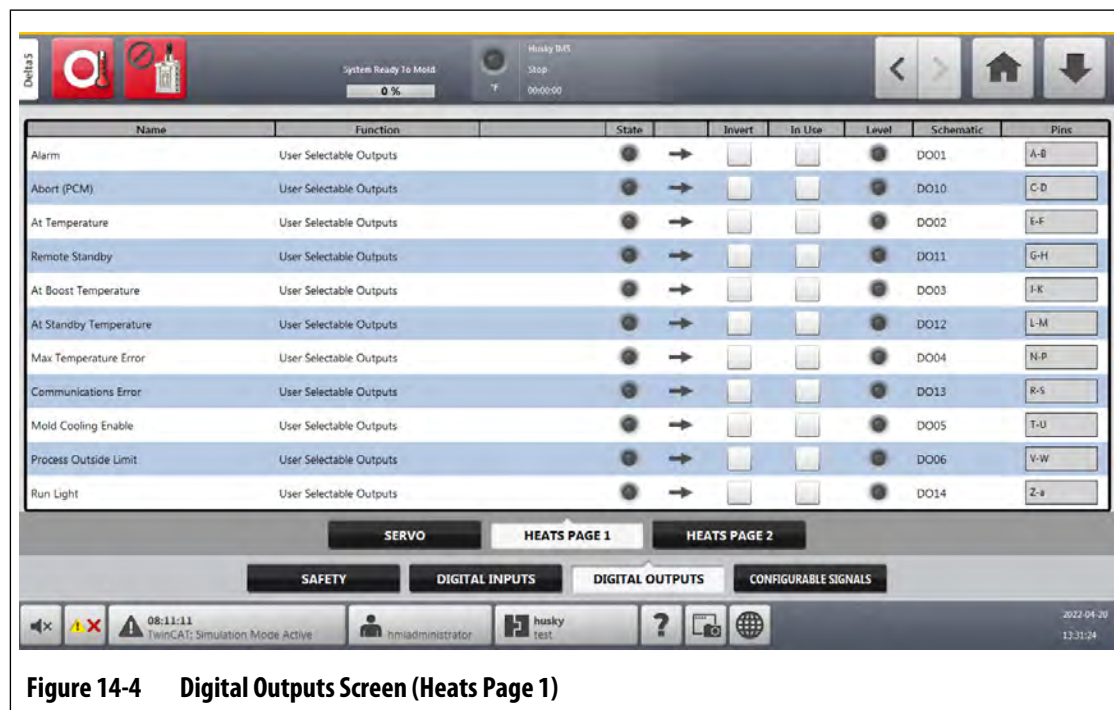 Delta5
System Ready To Mold
0 %
°F
Husky IMS
Stop
00:00:00
Name Function State Invert In Use Level Schematic Pins
Alarm User Selectable Outputs DO01 A-B
Abort (PCM) User Selectable Outputs DO10 C-D
At Temperature User Selectable Outputs DO02 E-F
Remote Standby User Selectable Outputs DO11 G-H
At Boost Temperature User Selectable Outputs DO03 J-K
At Standby Temperature User Selectable Outputs DO12 L-M
Max Temperature Error User Selectable Outputs DO04 N-P
Communications Error User Selectable Outputs DO13 R-S
Mold Cooling Enable User Selectable Outputs DO05 T-U
Process Outside Limit User Selectable Outputs DO06 V-W
Run Light User Selectable Outputs DO14 Z-a
SERVO HEATS PAGE 1 HEATS PAGE 2
SAFETY DIGITAL INPUTS DIGITAL OUTPUTS CONFIGURABLE SIGNALS
08:11:11
TwinCAT: Simulation Mode Active
hmiadministrator
husky
test
?
2022-04-20
13:31:24
Figure 14-4 Digital Outputs Screen (Heats Page 1)